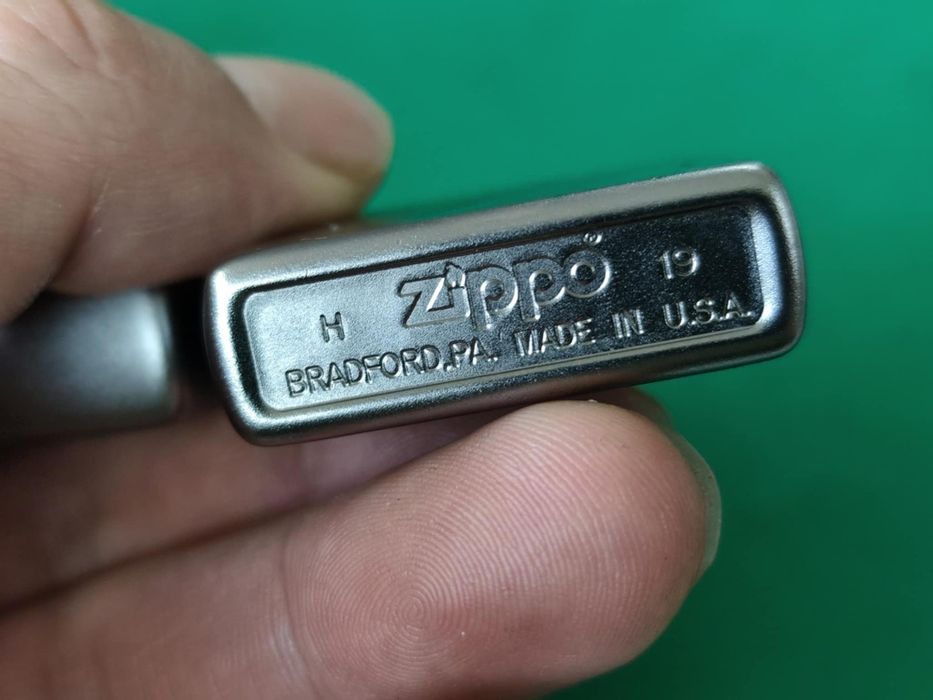 H Zippo® 19
BRADFORD,PA. MADE IN U.S.A.